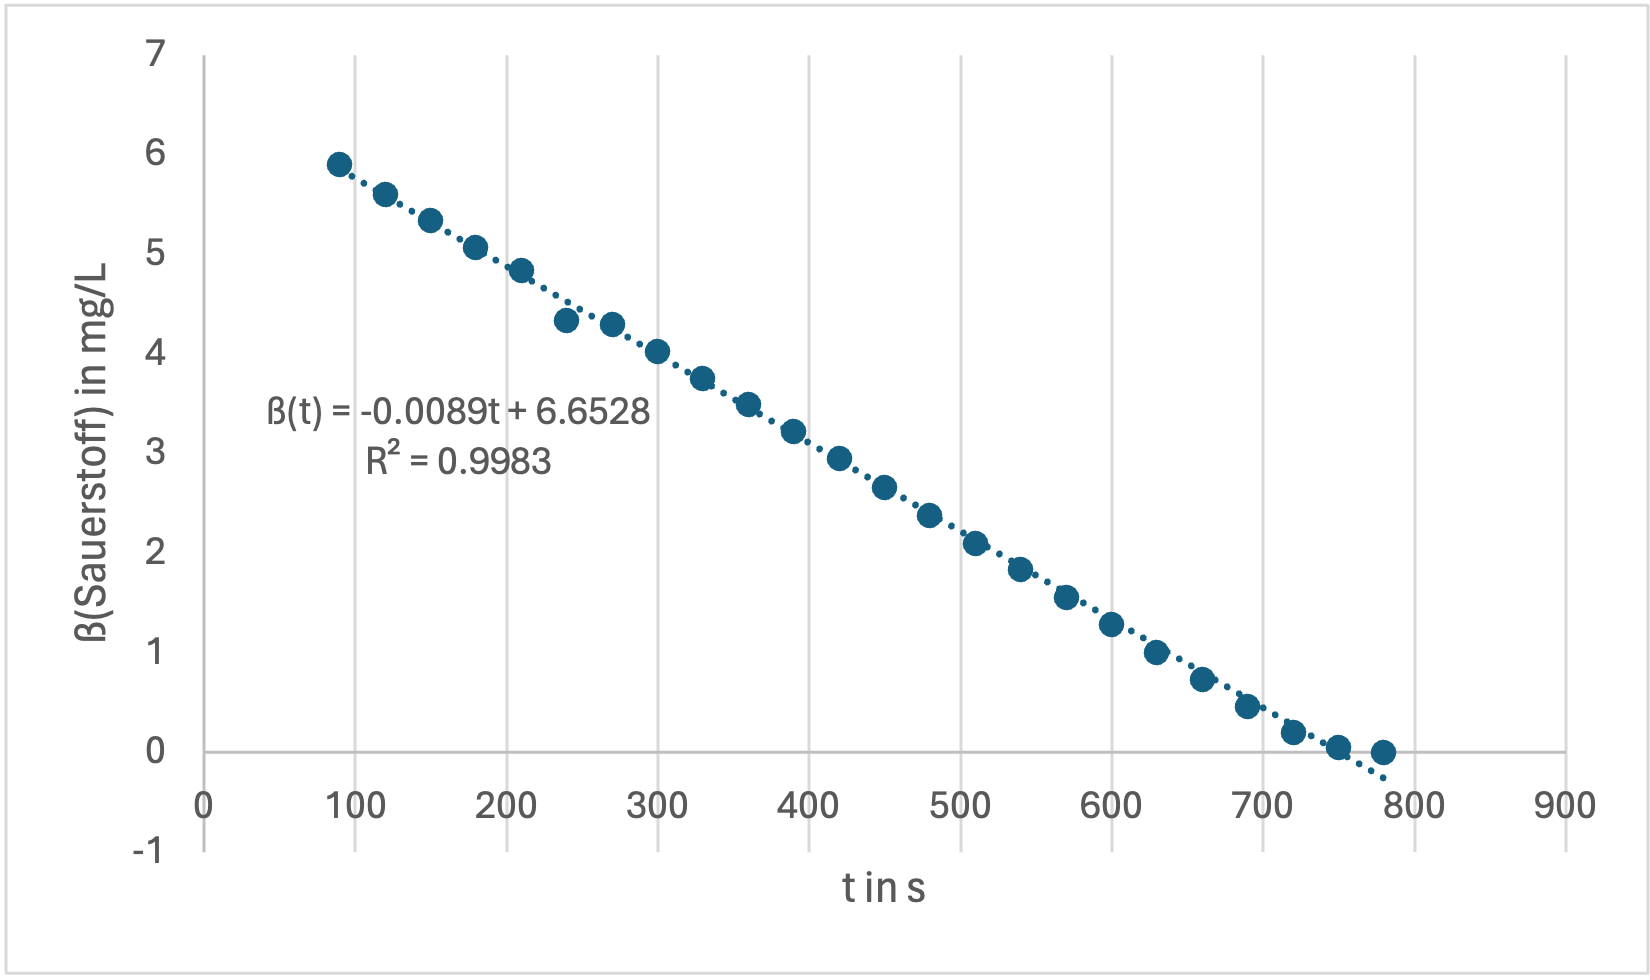 7
6
5
4
3
2
1
0
-1
ß(Sauerstoff) in mg/L
ß(t) = -0.0089t + 6.6528
R² = 0.9983
0 100 200 300 400 500 600 700 800 900
t in s